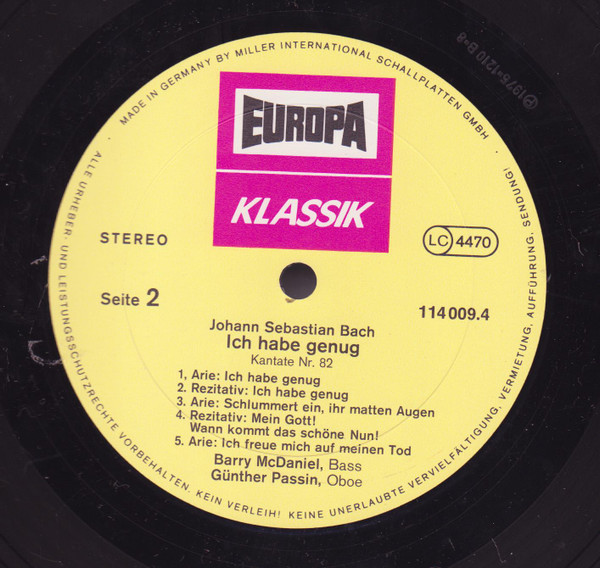 MADE IN GERMANY BY MILLER INTERNATIONAL SCHALLPLATTEN GMBH ·
ALLE URHEBER- UND LEISTUNGSSCHUTZRECHTE VORBEHALTEN. KEIN VERLEIH! KEINE UNERLAUBTE VERVIELFÄLTIGUNG, VERMIETUNG, AUFFÜHRUNG, SENDUNG!
EUROPA
KLASSIK
STEREO
LC 4470
Seite 2
114 009.4
Johann Sebastian Bach
Ich habe genug
Kantate Nr. 82
1, Arie: Ich habe genug
2. Rezitativ: Ich habe genug
3. Arie: Schlummert ein, ihr matten Augen
4. Rezitativ: Mein Gott!
Wann kommt das schöne Nun!
5. Arie: Ich freue mich auf meinen Tod
Barry McDaniel, Bass
Günther Passin, Oboe